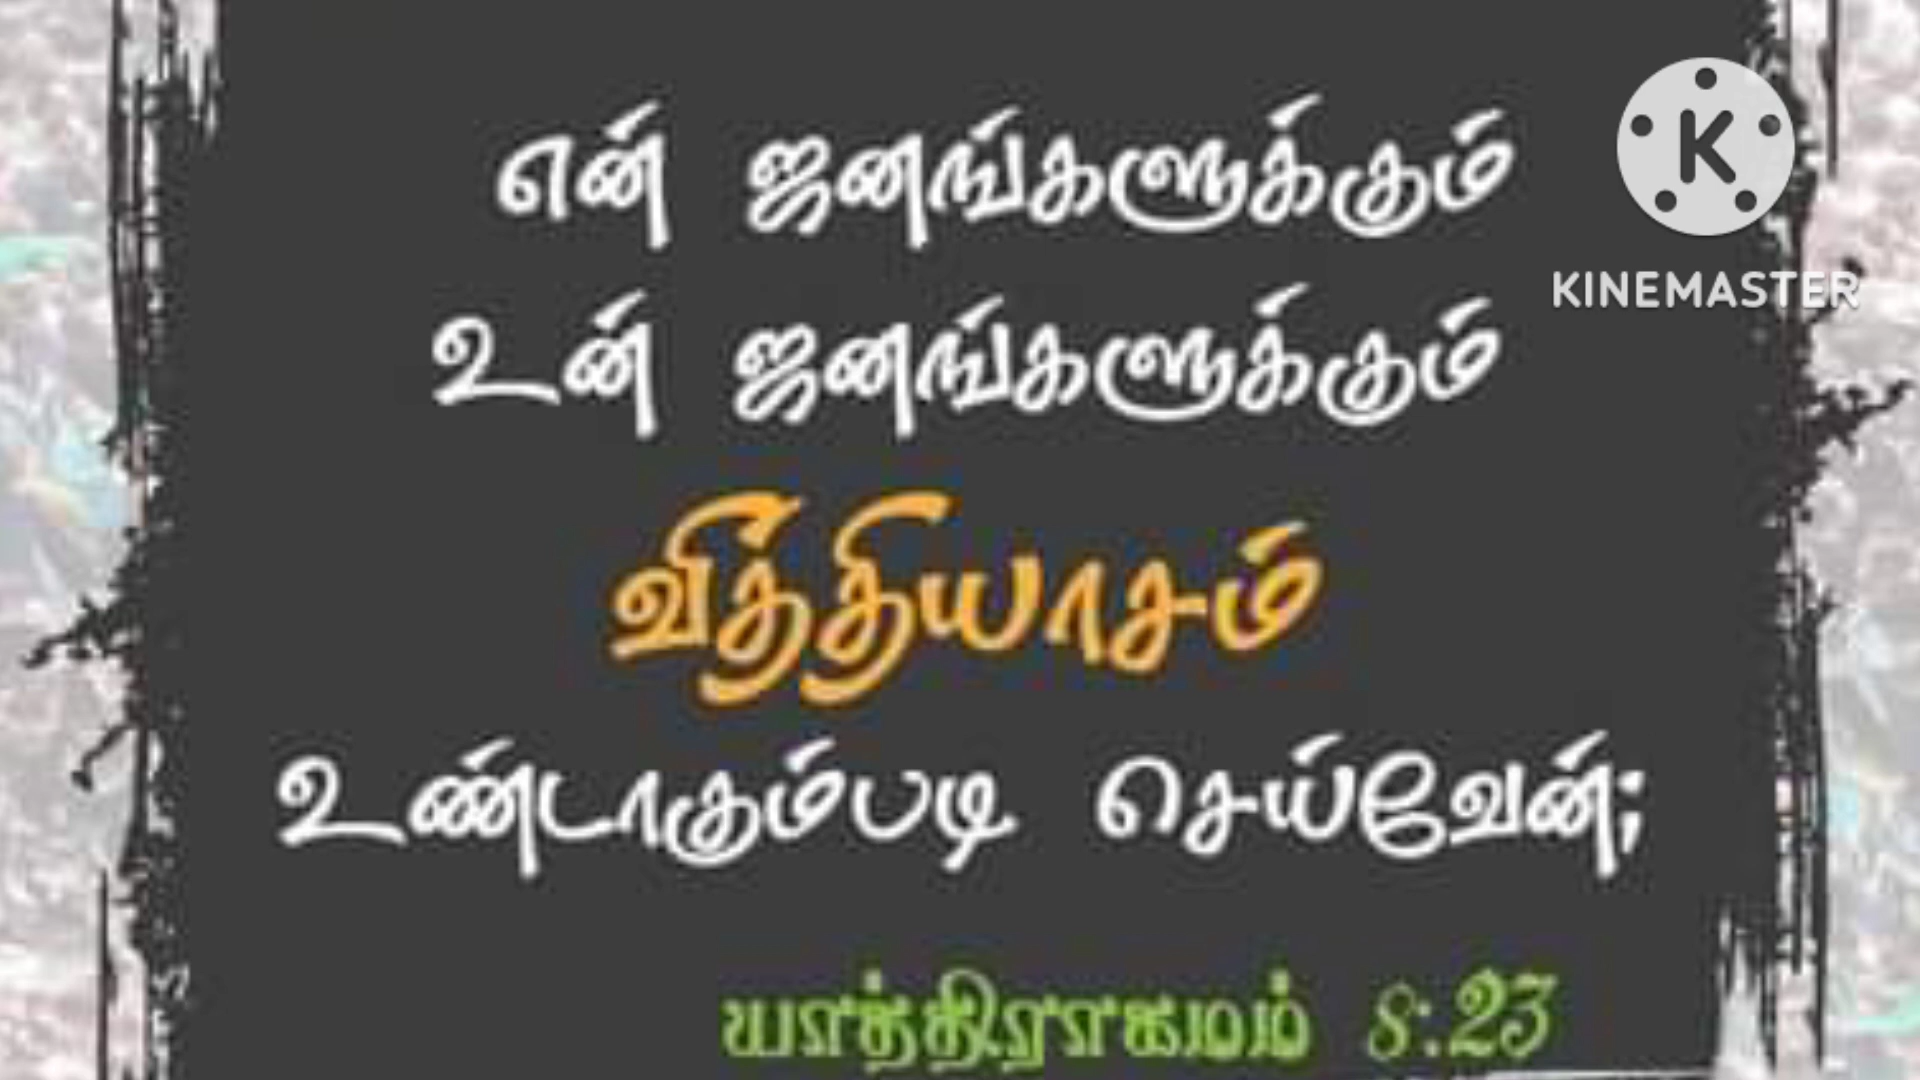 என் ஜனங்களுக்கும்
உன் ஜனங்களுக்கும்
வித்தியாசம்
உண்டாகும்படி செய்வேன்;
யாத்திராகமம் 8:23
K
KINEMASTER